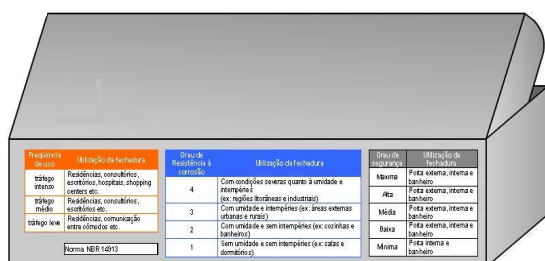 Freqüência de uso
Utilização da fechadura
tráfego intenso
Residências, consultórios, escritórios, hospitais, shopping centers etc.
tráfego médio
Residências, consultórios, escritórios etc.
tráfego leve
Residências, comunicação entre cômodos etc.
Norma NBR 14913
Grau de Resistência à corrosão
Utilização da fechadura
4
Com condições severas quanto à umidade e intempéries
(ex: regiões litorâneas e industriais)
3
Com umidade e intempéries (ex: áreas externas urbanas e rurais)
2
Com umidade e sem intempéries (ex: cozinhas e banheiros)
1
Sem umidade e sem intempéries (ex: salas e dormitórios)
Grau de segurança
Utilização da fechadura
Maxima
Porta externa, interna e banheiro
Alta
Porta externa, interna e banheiro
Média
Porta externa, interna e banheiro
Baixa
Porta externa, interna e banheiro
Mínima
Porta interna e banheiro